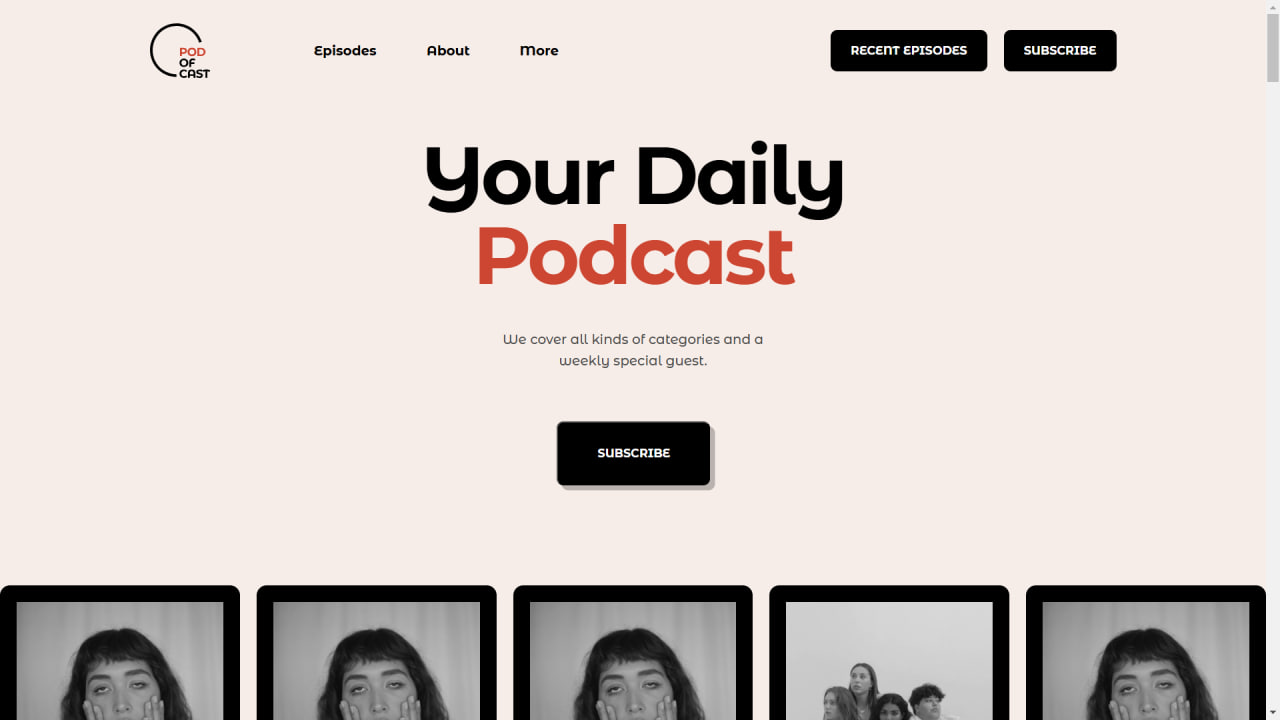 POD
OF
CAST
Episodes
About
More
RECENT EPISODES
SUBSCRIBE
Your Daily
Podcast
We cover all kinds of categories and a
weekly special guest.
SUBSCRIBE